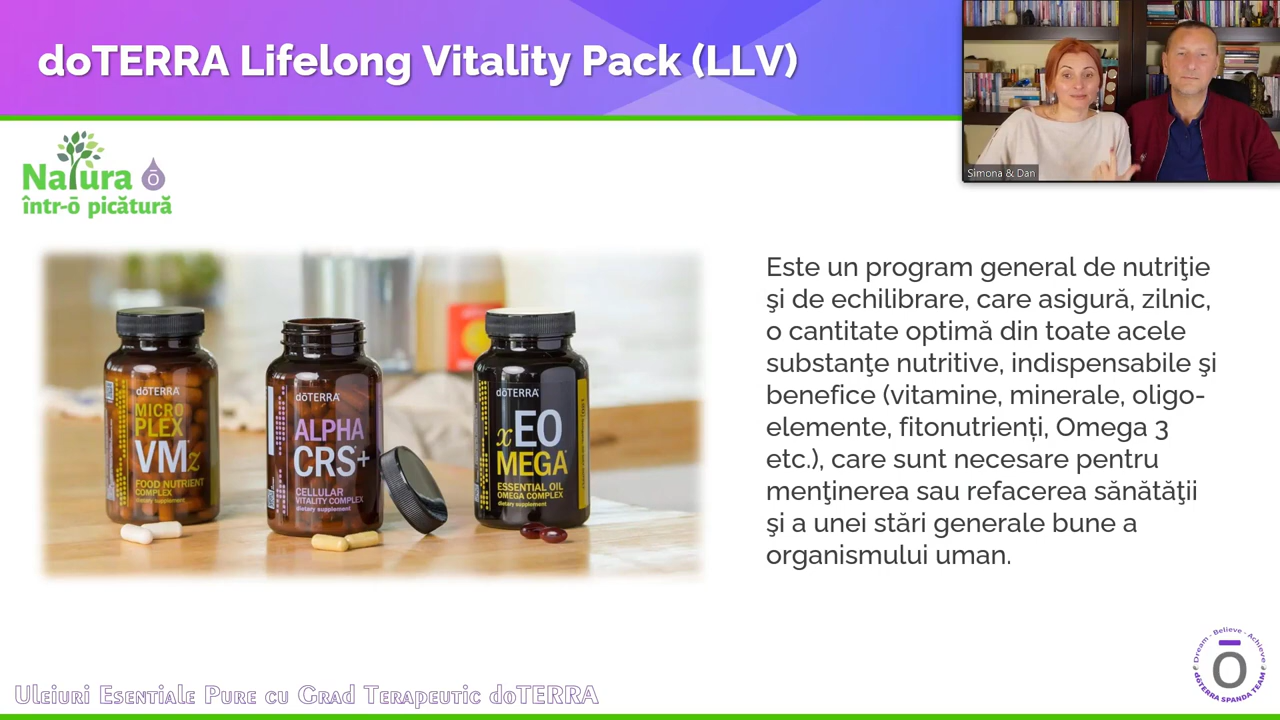 doTERRA Lifelong Vitality Pack (LLV)
Simona & Dan
Natura ō
într-ō picătură
Este un program general de nutriţie
şi de echilibrare, care asigură, zilnic,
o cantitate optimă din toate acele
substanţe nutritive, indispensabile şi
benefice (vitamine, minerale, oligo-
elemente, fitonutrienți, Omega 3
etc.), care sunt necesare pentru
menţinerea sau refacerea sănătăţii
şi a unei stări generale bune a
organismului uman.
dōTERRA
MICRO
PLEX
VMz
FOOD NUTRIENT
COMPLEX
dietary supplement
dōTERRA
ALPHA
CRS+
CELLULAR
VITALITY COMPLEX
dietary supplement
dōTERRA
xEO
MEGA
ESSENTIAL OIL
OMEGA COMPLEX
dietary supplement
Dream - Believe - Achieve
Ō
dōTERRA SPANDA TEAM
Uleiuri Esentiale Pure cu Grad Terapeutic doTERRA